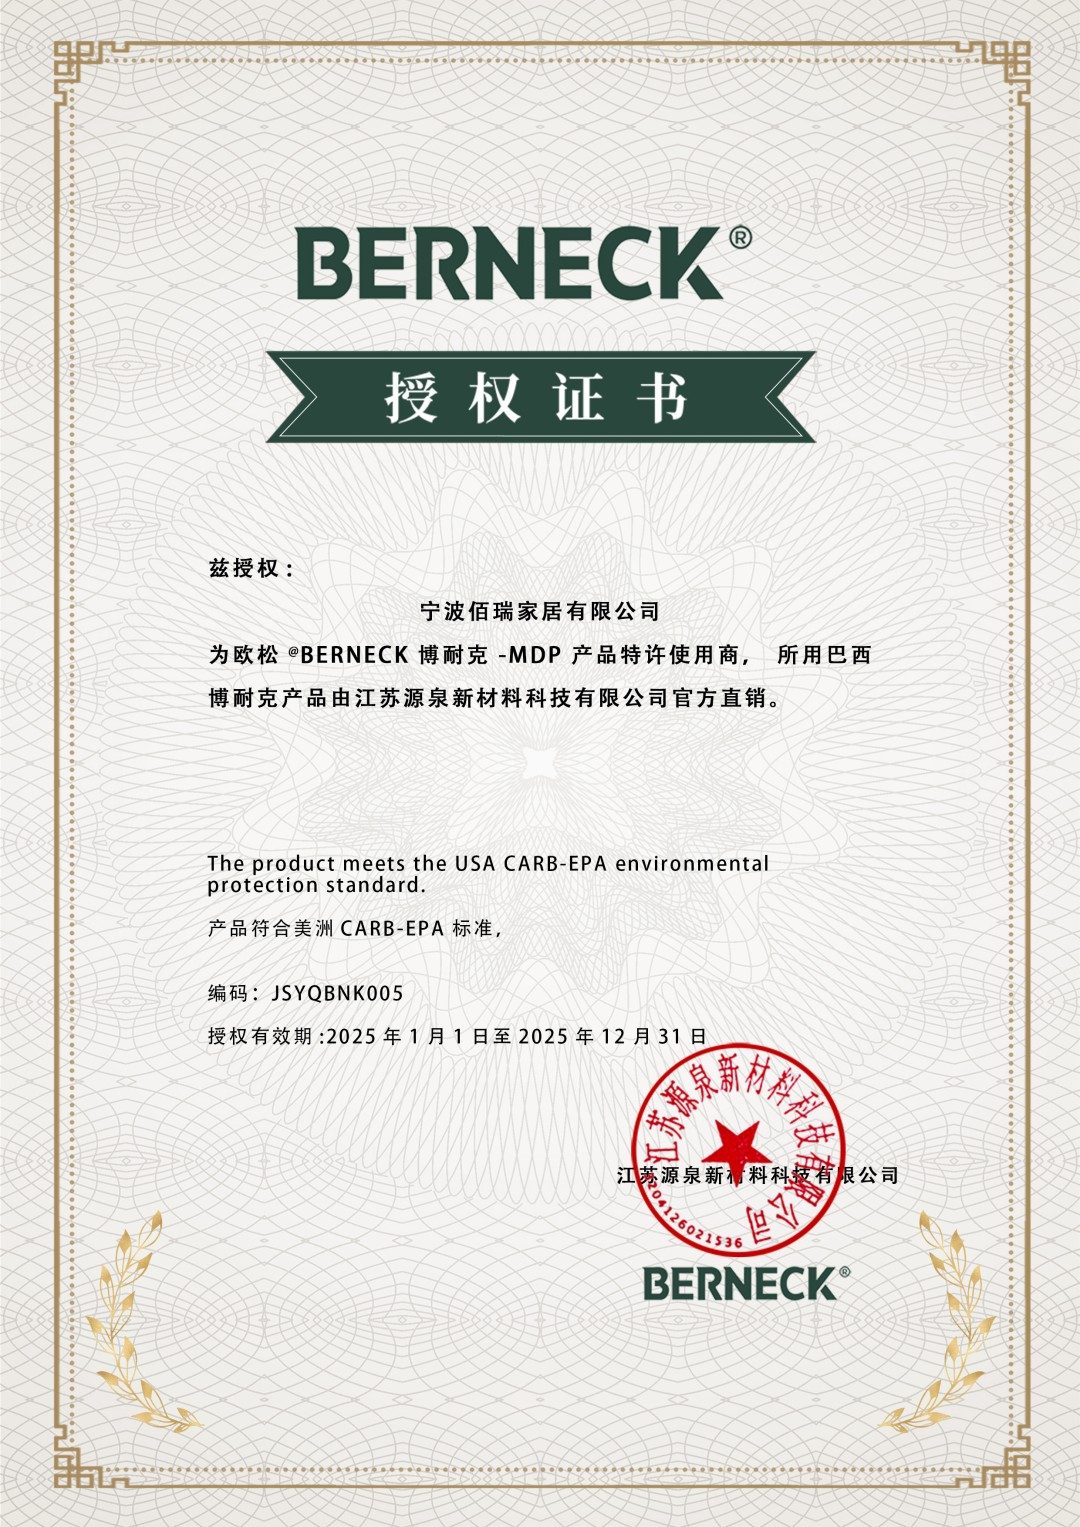 BERNECK®
授权证书
兹授权：
宁波佰瑞家居有限公司
为欧松 @BERNECK 博耐克 -MDP 产品特许使用商， 所用巴西
博耐克产品由江苏源泉新材料科技有限公司官方直销。
The product meets the USA CARB-EPA environmental
protection standard.
产品符合美洲 CARB-EPA 标准，
编码：JSYQBNK005
授权有效期 :2025 年 1 月 1 日至 2025 年 12 月 31 日
江苏源泉新材料科技有限公司
江苏源泉新材料科技有限公司
3204126021536
BERNECK®